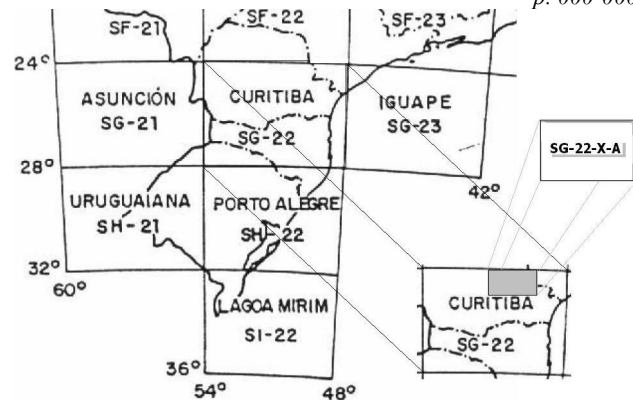 p. 000-000
SF-21
SF-22
SF-23
24°
ASUNCIÓN
SG-21
CURITIBA
SG-22
IGUAPE
SG-23
SG-22-X-A
28°
42°
URUGUAIANA
SH-21
PORTO ALEGRE
SH-22
32°
60°
CURITIBA
SG-22
LAGOA MIRIM
SI-22
36°
54°
48°